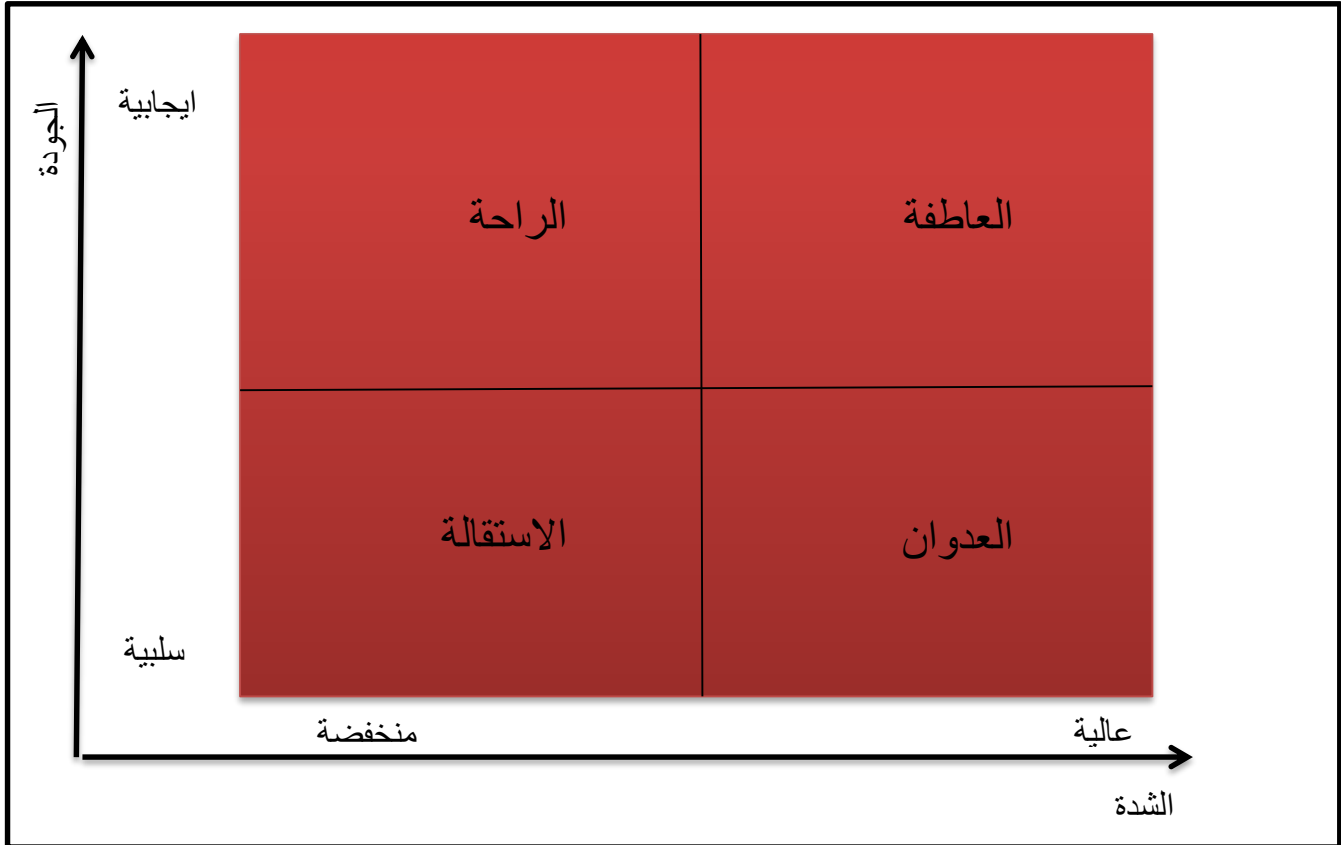 الجودة
ايجابية
العاطفة
الراحة
العدوان
الاستقالة
سلبية
عالية
منخفضة
الشدة